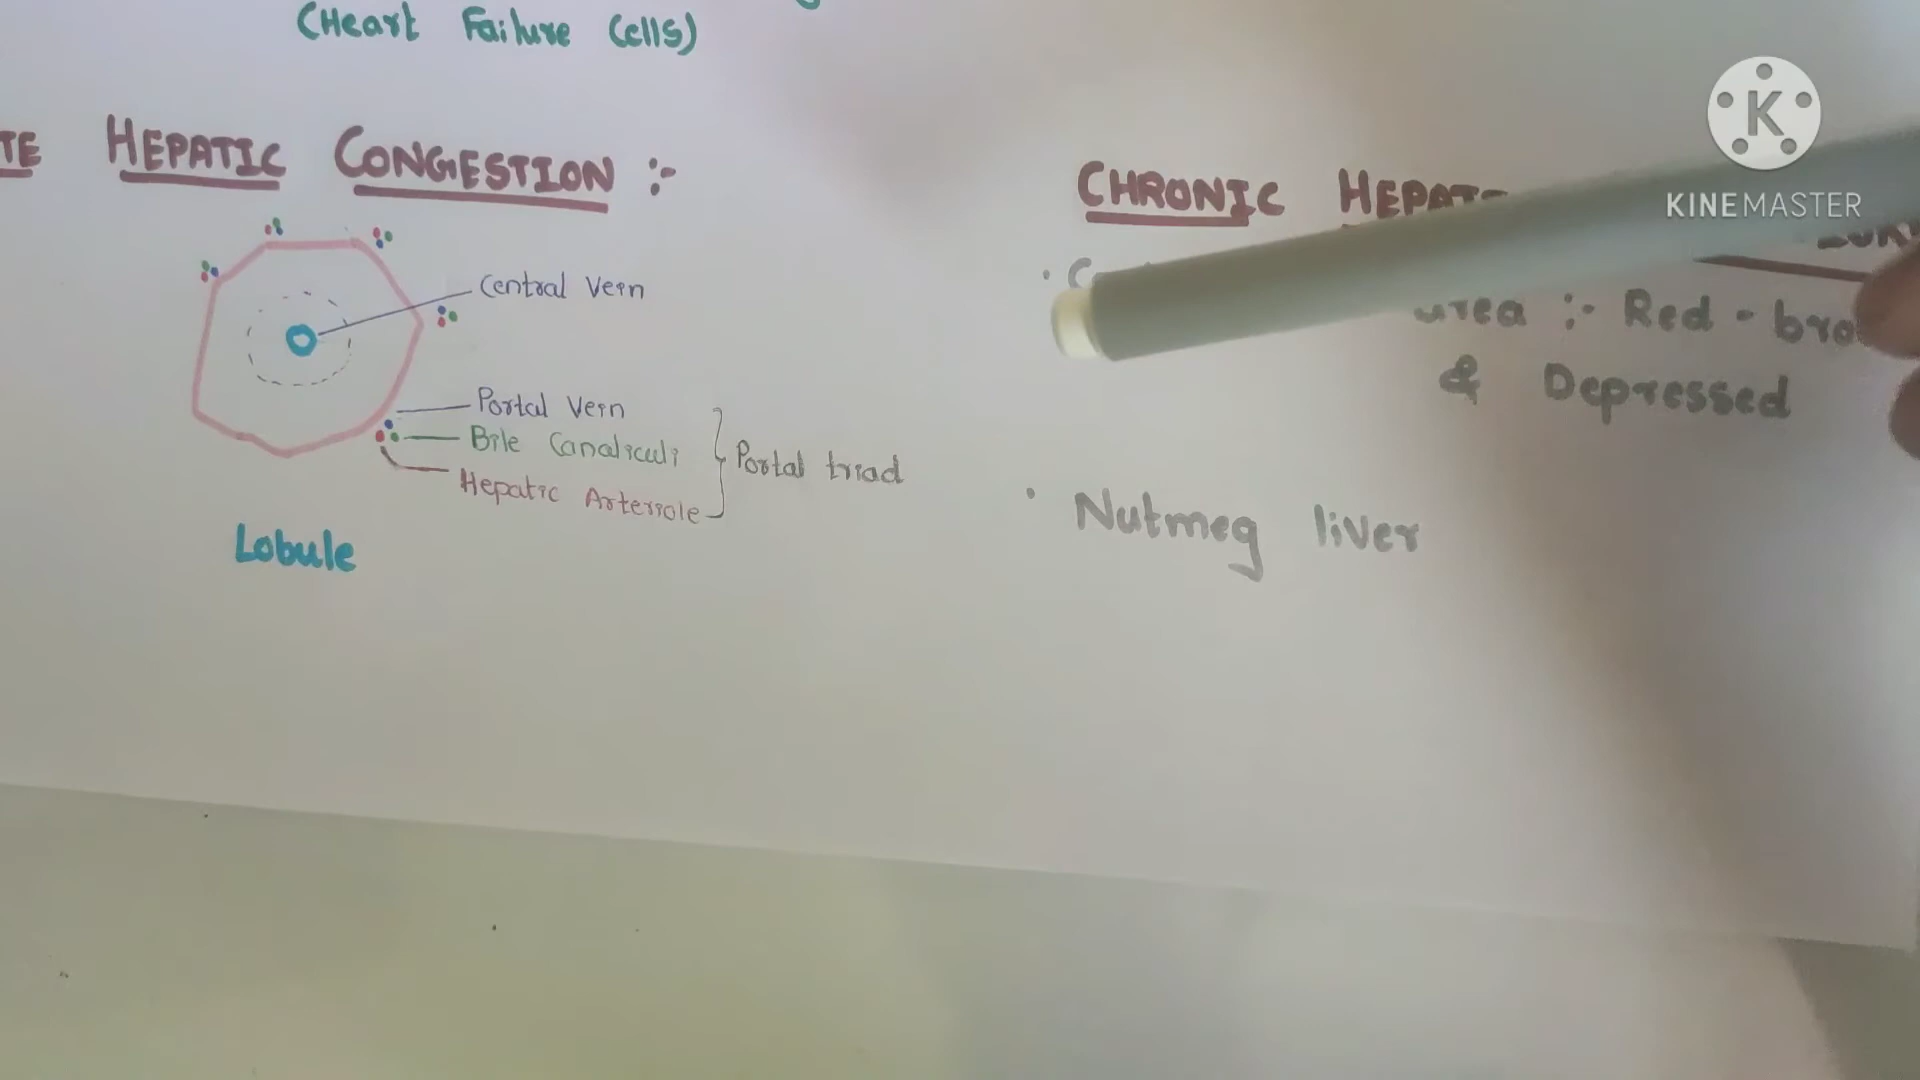 (Heart Failure Cells)
HEPATIC CONGESTION :-
Central Vein
Portal Vein
Bile Canaliculi
Hepatic Arteriole
Portal triad
Lobule
CHRONIC
:- Red -
& Depressed
• Nutmeg liver
KINEMASTER